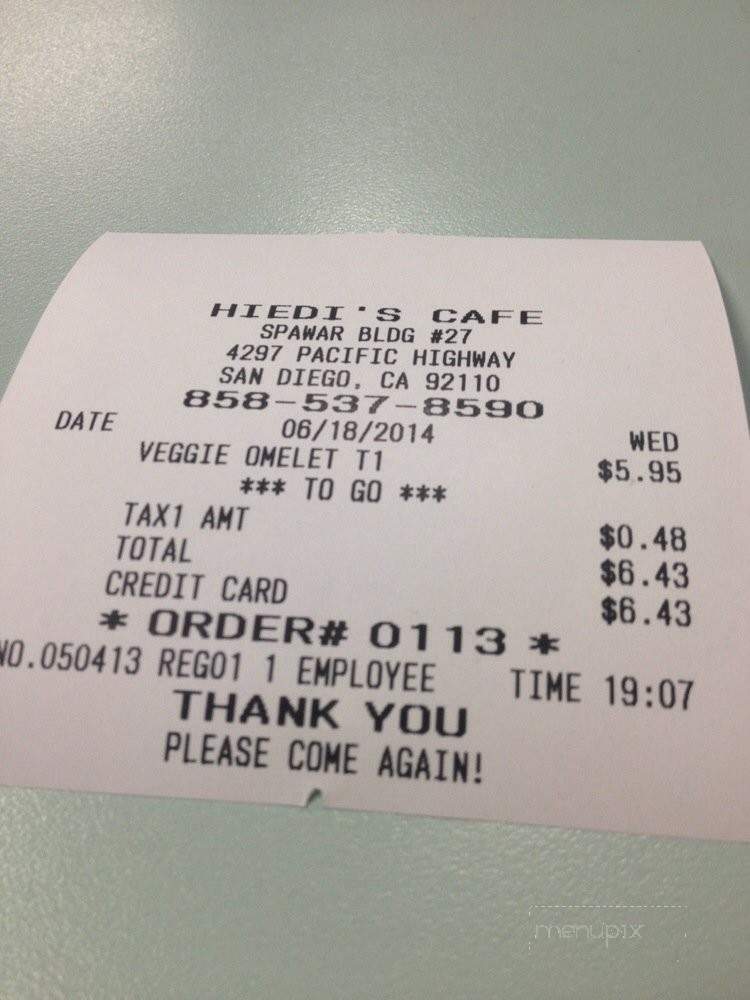 HIEDI'S CAFE
SPAWAR BLDG #27
4297 PACIFIC HIGHWAY
SAN DIEGO, CA 92110
858-537-8590
DATE 06/18/2014 WED
VEGGIE OMELET T1 $5.95
*** TO GO ***
TAX1 AMT $0.48
TOTAL $6.43
CREDIT CARD $6.43
* ORDER# 0113 *
NO.050413 REG01 1 EMPLOYEE TIME 19:07
THANK YOU
PLEASE COME AGAIN!
menupix